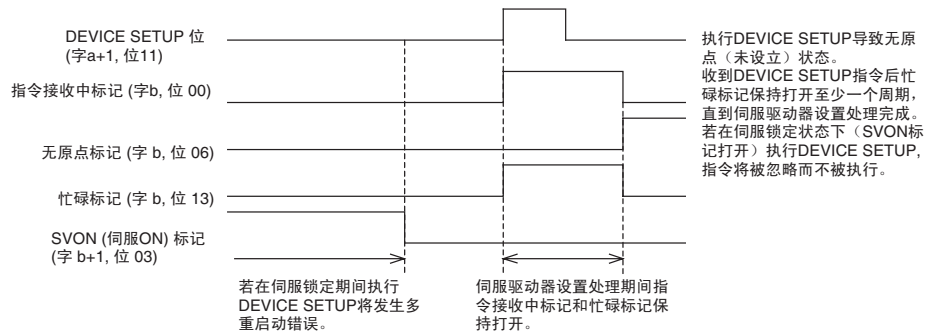 DEVICE SETUP 位
(字a+1, 位11)
指令接收中标记 (字b, 位 00)
无原点标记 (字 b, 位 06)
忙碌标记 (字 b, 位 13)
SVON (伺服ON) 标记
(字 b+1, 位 03)
执行DEVICE SETUP导致无原
点（未设立）状态。
收到DEVICE SETUP指令后忙
碌标记保持打开至少一个周期，
直到伺服驱动器设置处理完成。
若在伺服锁定状态下（SVON标
记打开）执行DEVICE SETUP,
指令将被忽略而不被执行。
若在伺服锁定期间执行
DEVICE SETUP将发生多
重启动错误。
伺服驱动器设置处理期间指
令接收中标记和忙碌标记保
持打开。